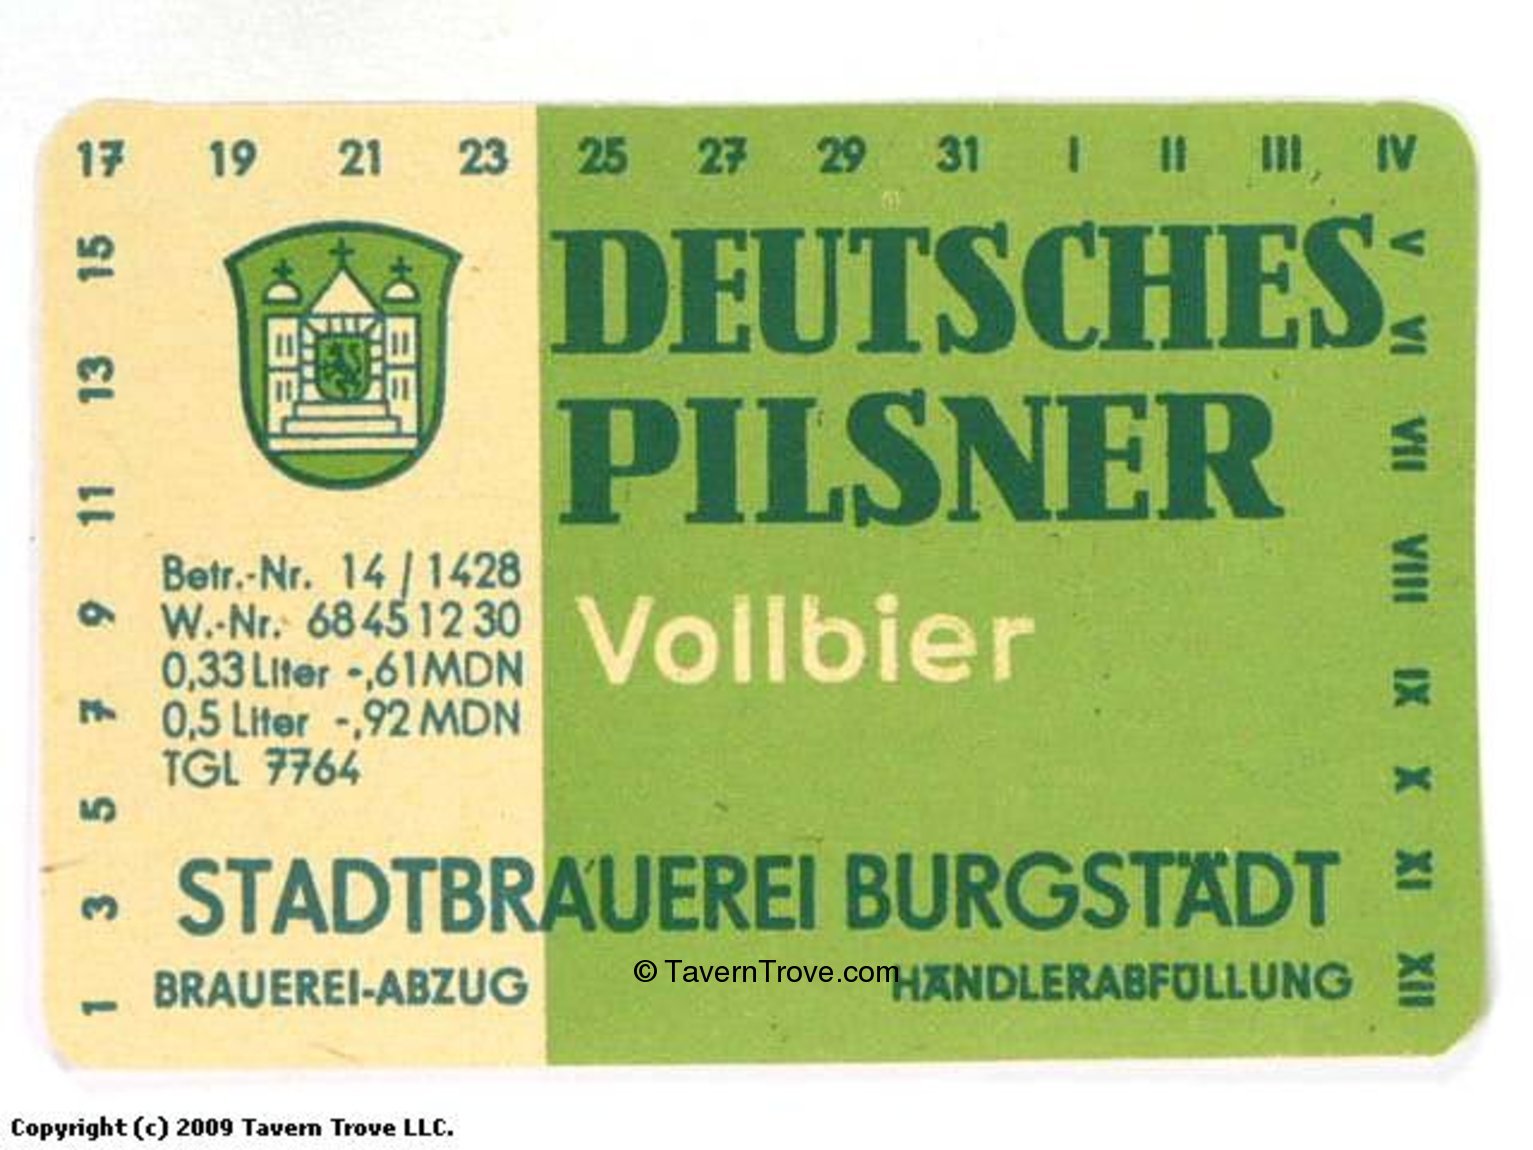 17 19 21 23 25 27 29 31 I II III IV
15
13
11
9
7
5
3
1
V
VI
VII
VIII
IX
X
XI
XII
DEUTSCHES
PILSNER
Vollbier
Betr.-Nr. 14 / 1428
W.-Nr. 68 45 12 30
0,33 Liter -,61 MDN
0,5 Liter -,92 MDN
TGL 7764
STADTBRAUEREI BURGSTÄDT
BRAUEREI-ABZUG
HÄNDLERABFÜLLUNG
© TavernTrove.com
Copyright (c) 2009 Tavern Trove LLC.